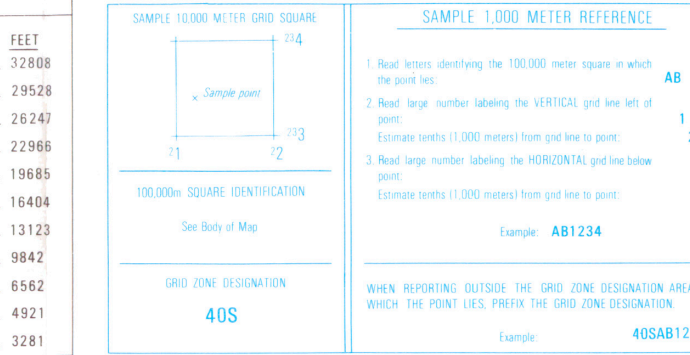 FEET
32808
29528
26247
22966
19685
16404
13123
9842
6562
4921
3281
SAMPLE 10,000 METER GRID SQUARE
234
Sample point
233
21
22
100,000m SQUARE IDENTIFICATION
See Body of Map
GRID ZONE DESIGNATION
40S
SAMPLE 1,000 METER REFERENCE
1. Read letters identifying the 100,000 meter square in which
the point lies: AB
2. Read large number labeling the VERTICAL grid line left of
point: 1
Estimate tenths (1,000 meters) from grid line to point: 2
3. Read large number labeling the HORIZONTAL grid line below
point:
Estimate tenths (1,000 meters) from grid line to point:
Example: AB1234
WHEN REPORTING OUTSIDE THE GRID ZONE DESIGNATION AREA
WHICH THE POINT LIES, PREFIX THE GRID ZONE DESIGNATION.
Example: 40SAB12